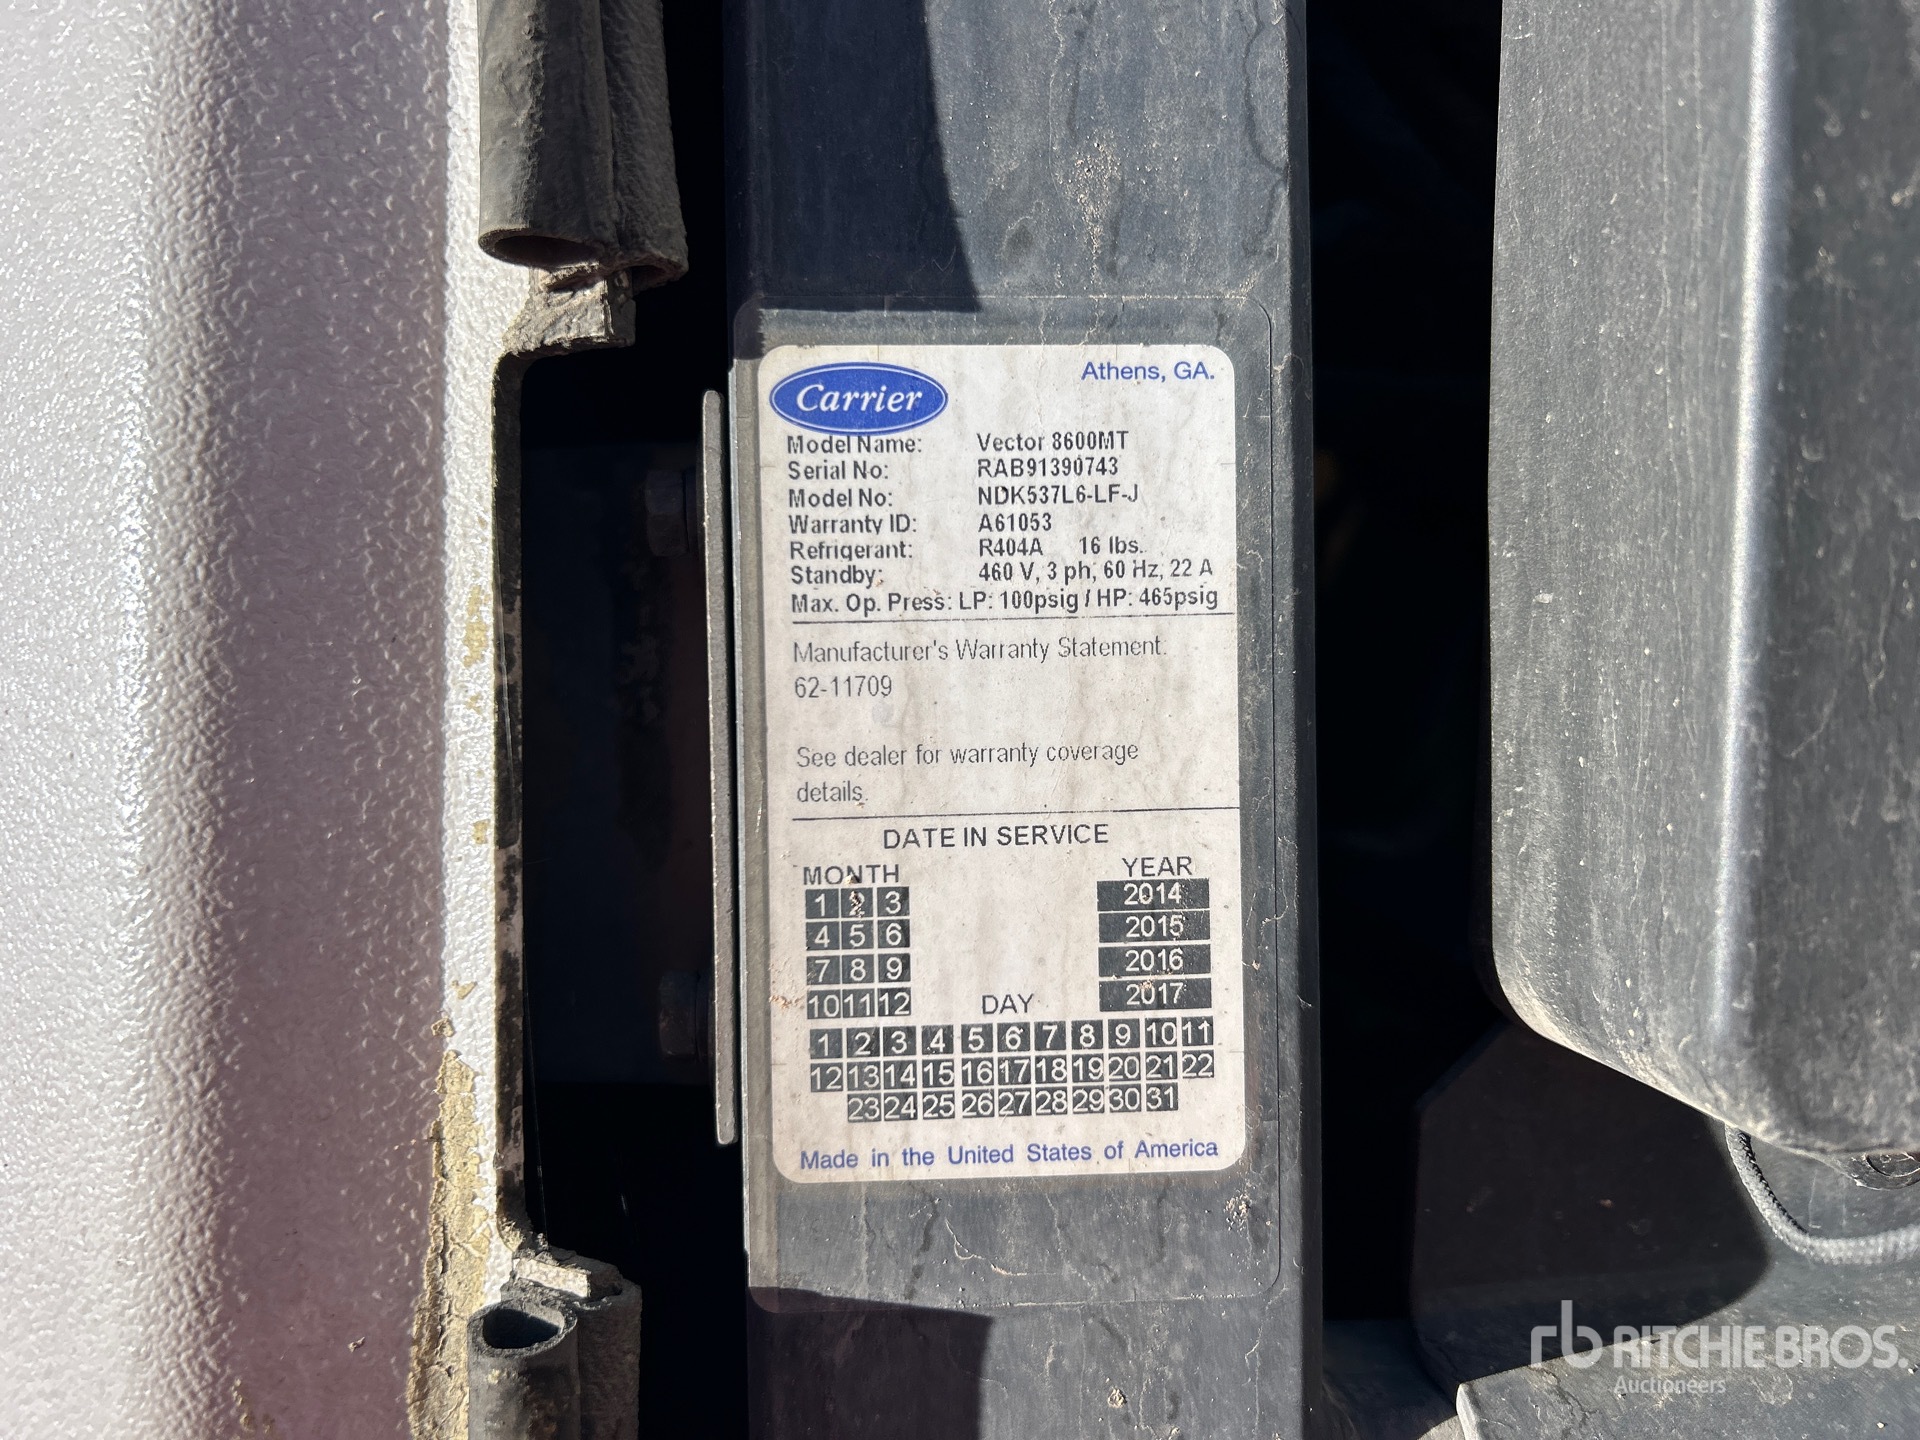 Carrier
Athens, GA.
Model Name: Vector 8600MT
Serial No: RAB91390743
Model No: NDK537L6-LF-J
Warranty ID: A61053
Refrigerant: R404A 16 lbs.
Standby: 460 V, 3 ph, 60 Hz, 22 A
Max. Op. Press: LP: 100psig / HP: 465psig
Manufacturer's Warranty Statement:
62-11709
See dealer for warranty coverage
details.
DATE IN SERVICE
MONTH YEAR
1 2 3 2014
4 5 6 2015
7 8 9 2016
10 11 12 DAY 2017
1 2 3 4 5 6 7 8 9 10 11
12 13 14 15 16 17 18 19 20 21 22
23 24 25 26 27 28 29 30 31
Made in the United States of America
rb RITCHIE BROS.
Auctioneers